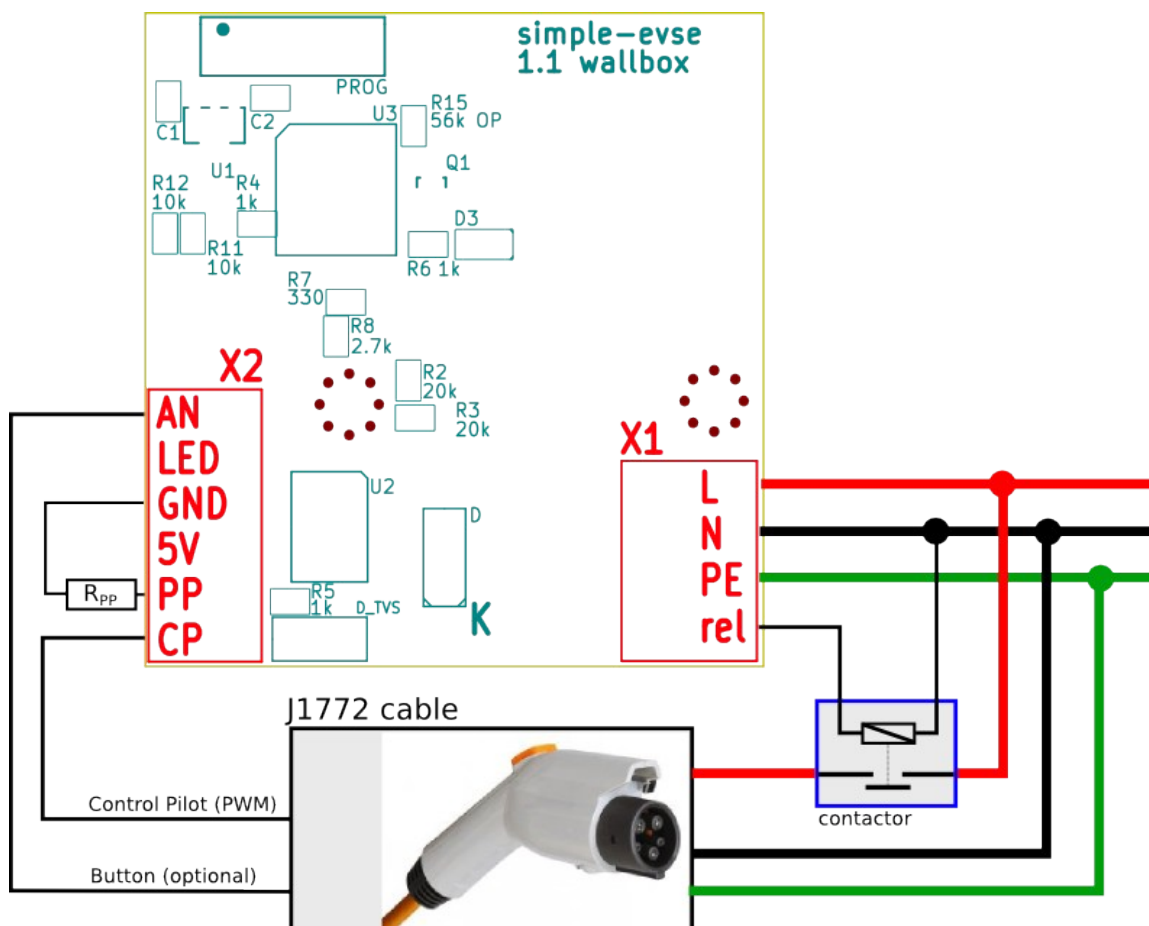 simple-evse
1.1 wallbox
PROG
C1
C2
U3
R15
56k OP
U1
Q1
R12
10k
R4
1k
R11
10k
D3
R6 1k
R7
330
R8
2.7k
R2
20k
R3
20k
X2
AN
LED
GND
5V
PP
CP
RPP
U2
D
R5
1k
D_TVS
K
X1
L
N
PE
rel
J1772 cable
Control Pilot (PWM)
Button (optional)
contactor